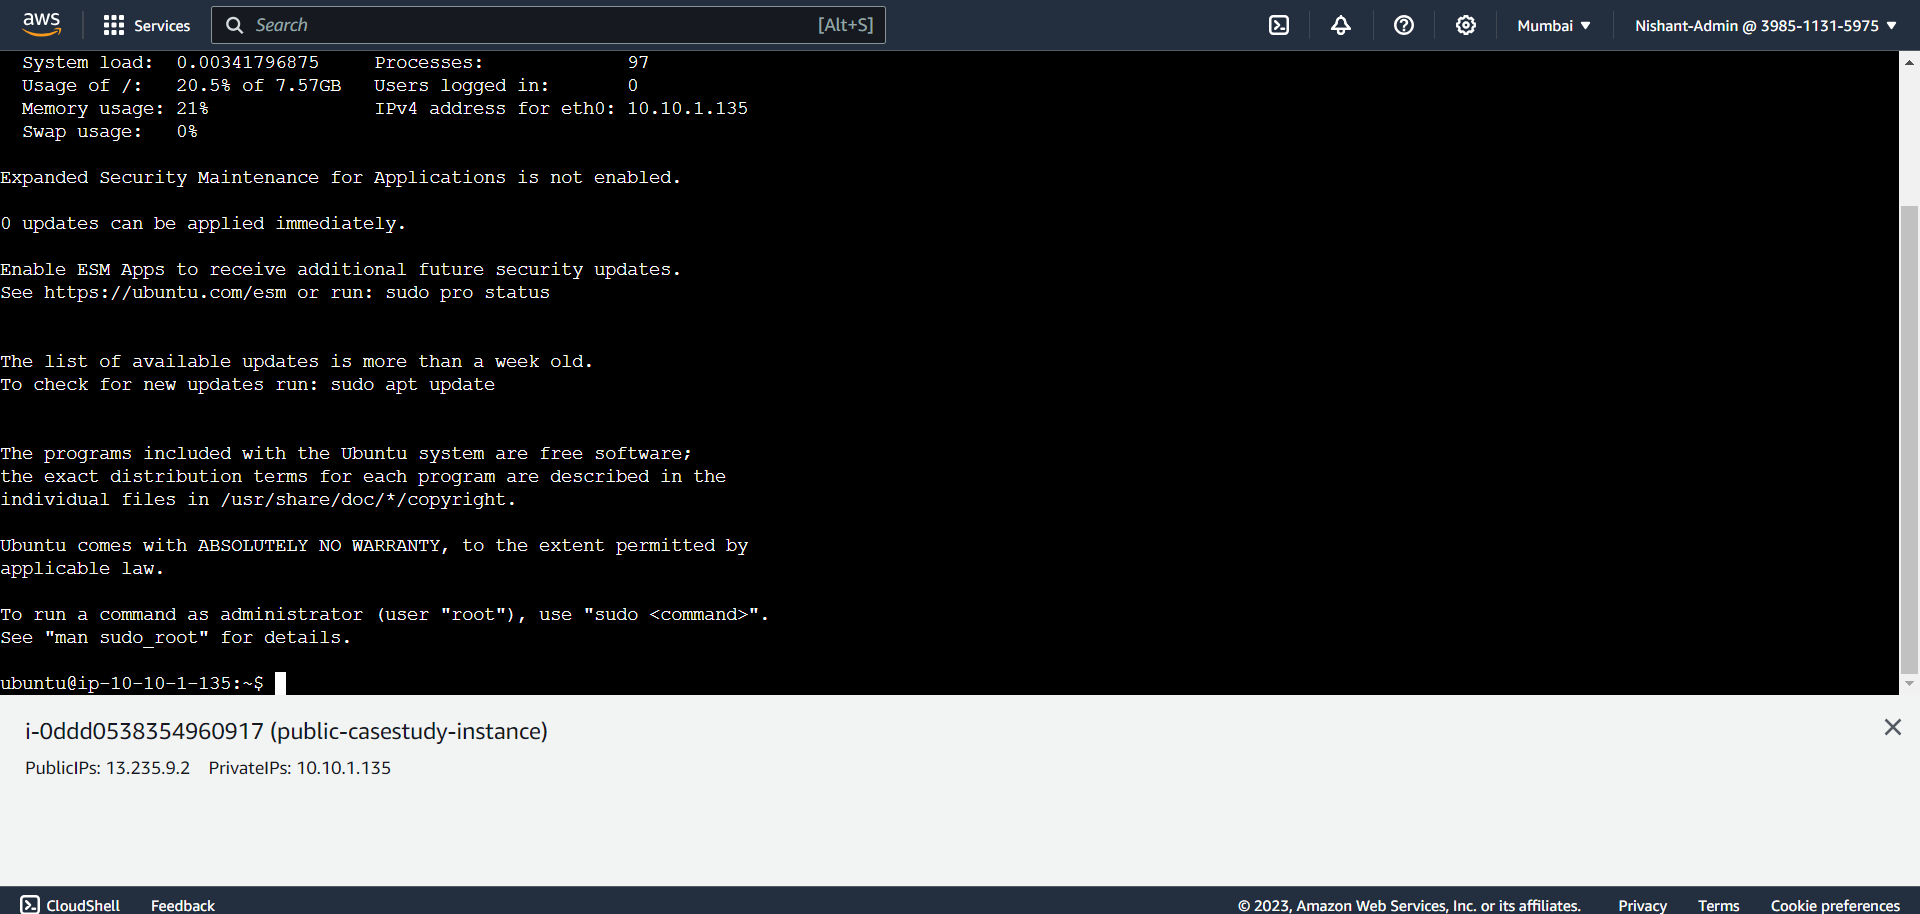 aws Services Search [Alt+S] Mumbai ▼ Nishant-Admin @ 3985-1131-5975 ▼
System load: 0.00341796875 Processes: 97
Usage of /: 20.5% of 7.57GB Users logged in: 0
Memory usage: 21% IPv4 address for eth0: 10.10.1.135
Swap usage: 0%
Expanded Security Maintenance for Applications is not enabled.
0 updates can be applied immediately.
Enable ESM Apps to receive additional future security updates.
See https://ubuntu.com/esm or run: sudo pro status
The list of available updates is more than a week old.
To check for new updates run: sudo apt update
The programs included with the Ubuntu system are free software;
the exact distribution terms for each program are described in the
individual files in /usr/share/doc/*/copyright.
Ubuntu comes with ABSOLUTELY NO WARRANTY, to the extent permitted by
applicable law.
To run a command as administrator (user "root"), use "sudo <command>".
See "man sudo_root" for details.
ubuntu@ip-10-10-1-135:~$
i-0ddd0538354960917 (public-casestudy-instance)
PublicIPs: 13.235.9.2 PrivateIPs: 10.10.1.135
CloudShell Feedback © 2023, Amazon Web Services, Inc. or its affiliates. Privacy Terms Cookie preferences